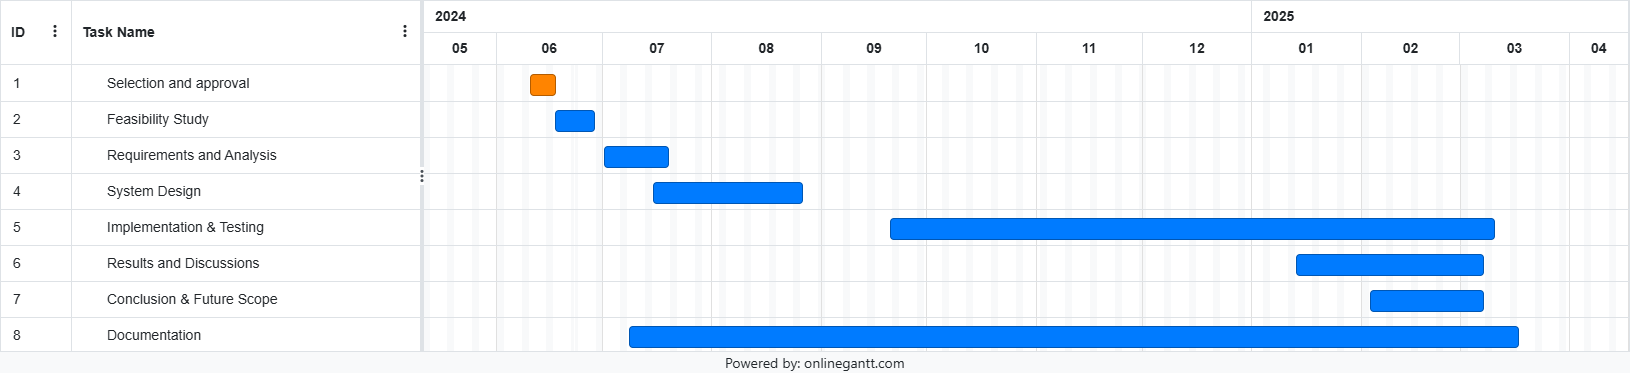 2024 2025
ID Task Name
05 06 07 08 09 10 11 12 01 02 03 04
1 Selection and approval
2 Feasibility Study
3 Requirements and Analysis
4 System Design
5 Implementation & Testing
6 Results and Discussions
7 Conclusion & Future Scope
8 Documentation
Powered by: onlinegantt.com